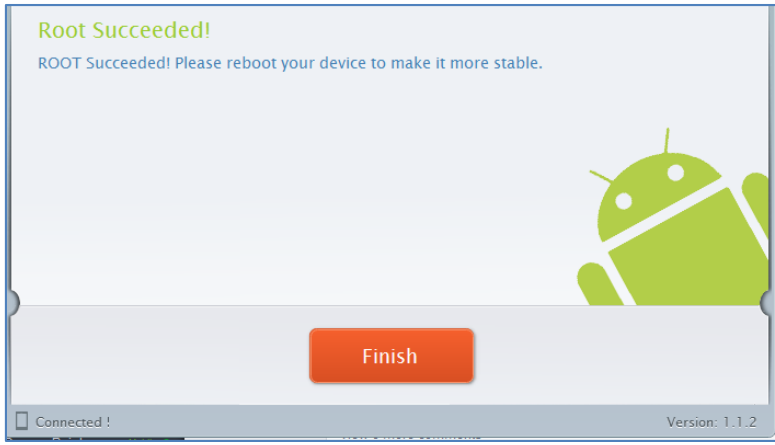 Root Succeeded!
ROOT Succeeded! Please reboot your device to make it more stable.
Finish
Connected !
Version: 1.1.2